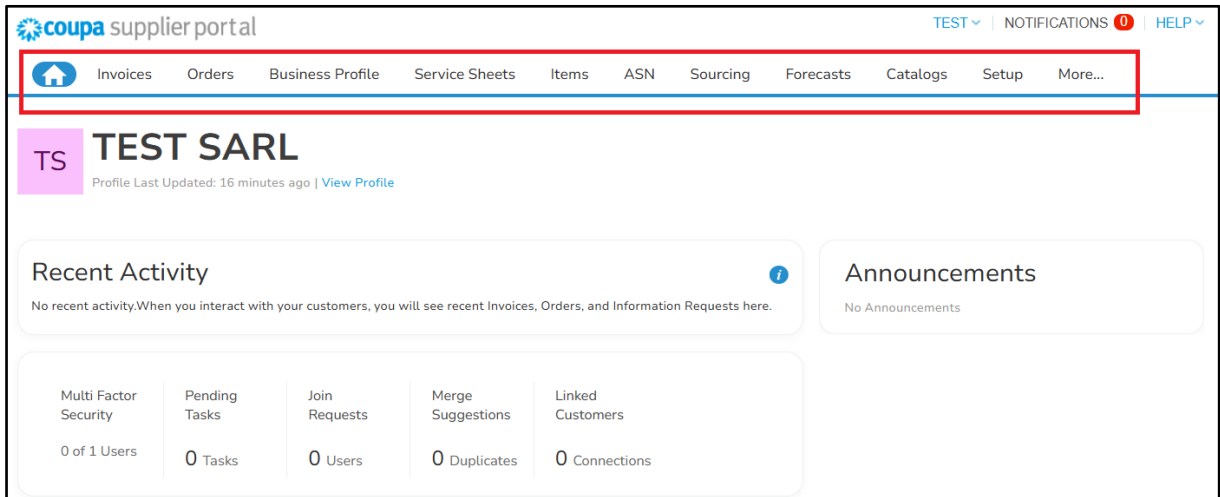 coupa supplier portal
TEST | NOTIFICATIONS 0 | HELP
Invoices Orders Business Profile Service Sheets Items ASN Sourcing Forecasts Catalogs Setup More...
TS
TEST SARL
Profile Last Updated: 16 minutes ago | View Profile
Recent Activity i
No recent activity.When you interact with your customers, you will see recent Invoices, Orders, and Information Requests here.
Announcements
No Announcements
Multi Factor
Security
0 of 1 Users
Pending
Tasks
0 Tasks
Join
Requests
0 Users
Merge
Suggestions
0 Duplicates
Linked
Customers
0 Connections